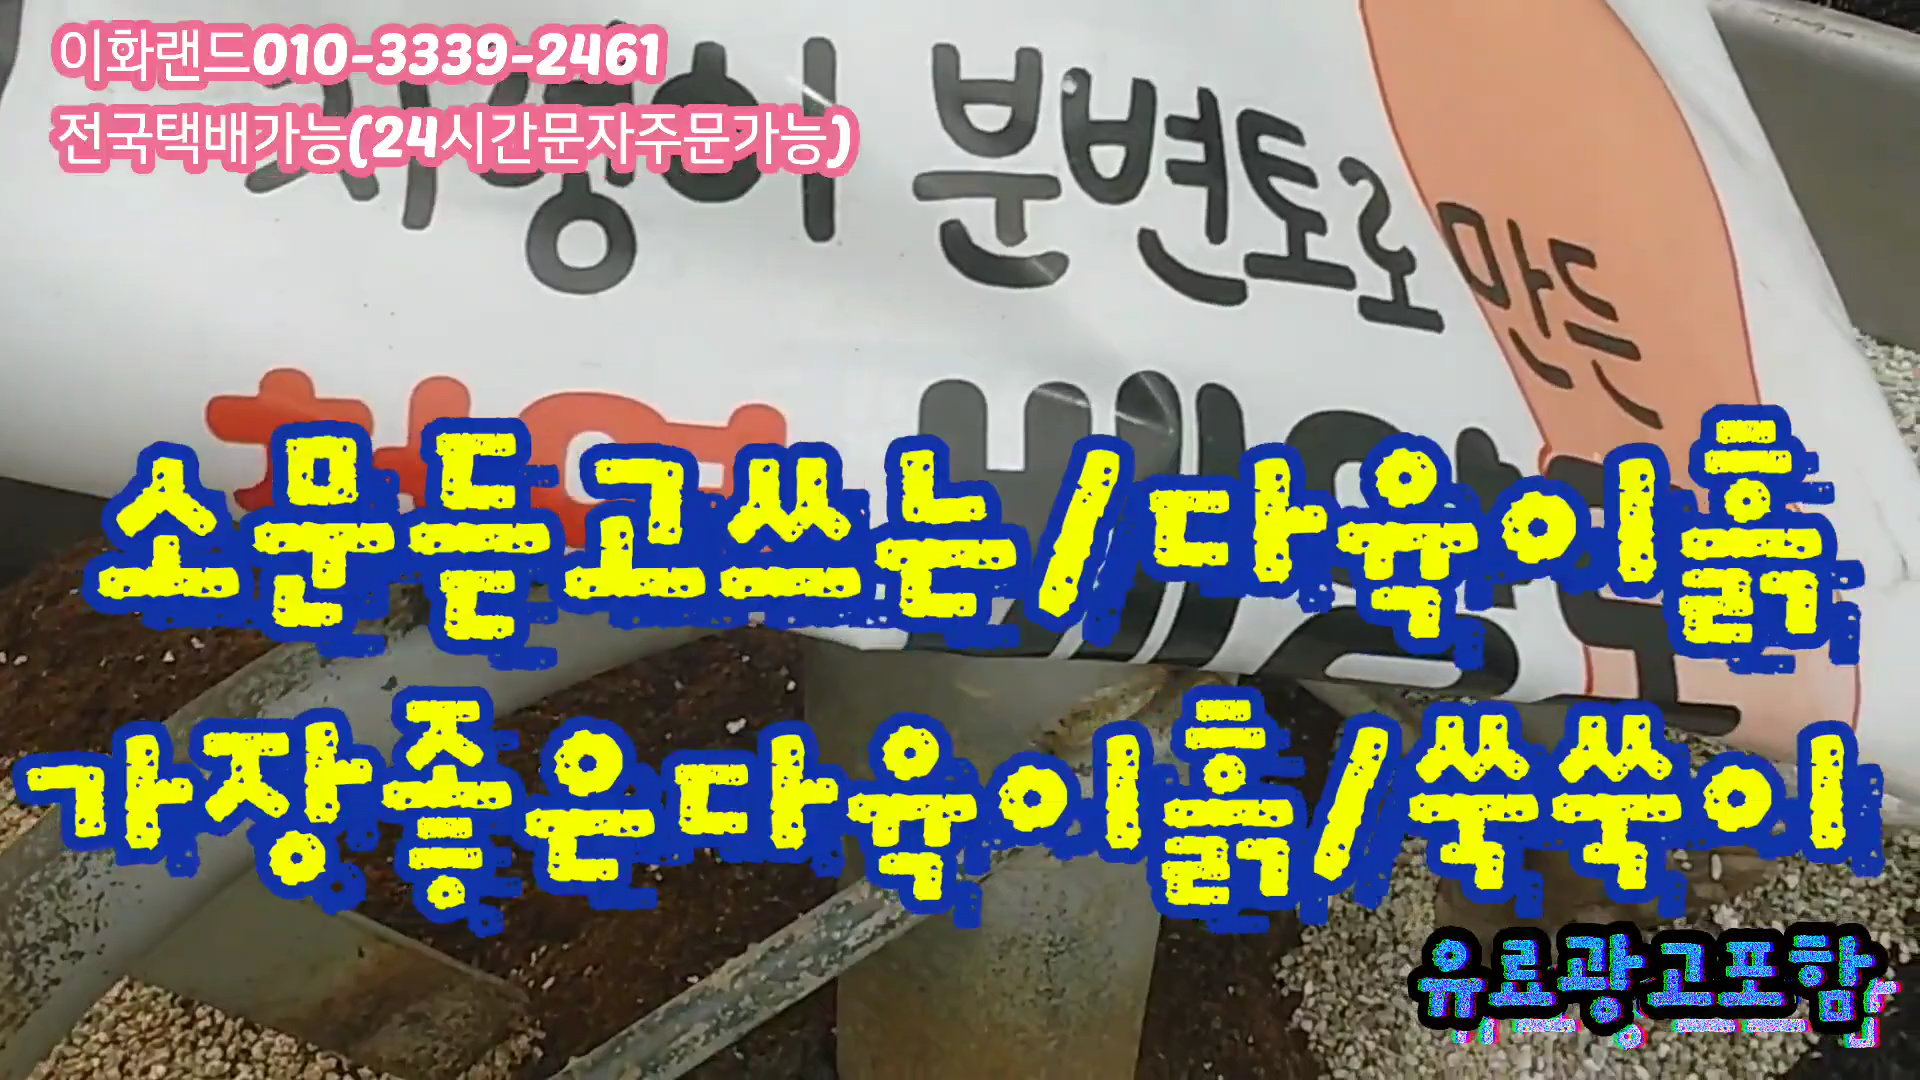 이화랜드010-3339-2461
전국택배가능(24시간문자주문가능)
지렁이 분변토로 만든
소문듣고쓰는/다육이흙
가장좋은다육이흙/쑥쑥이
유료광고포함